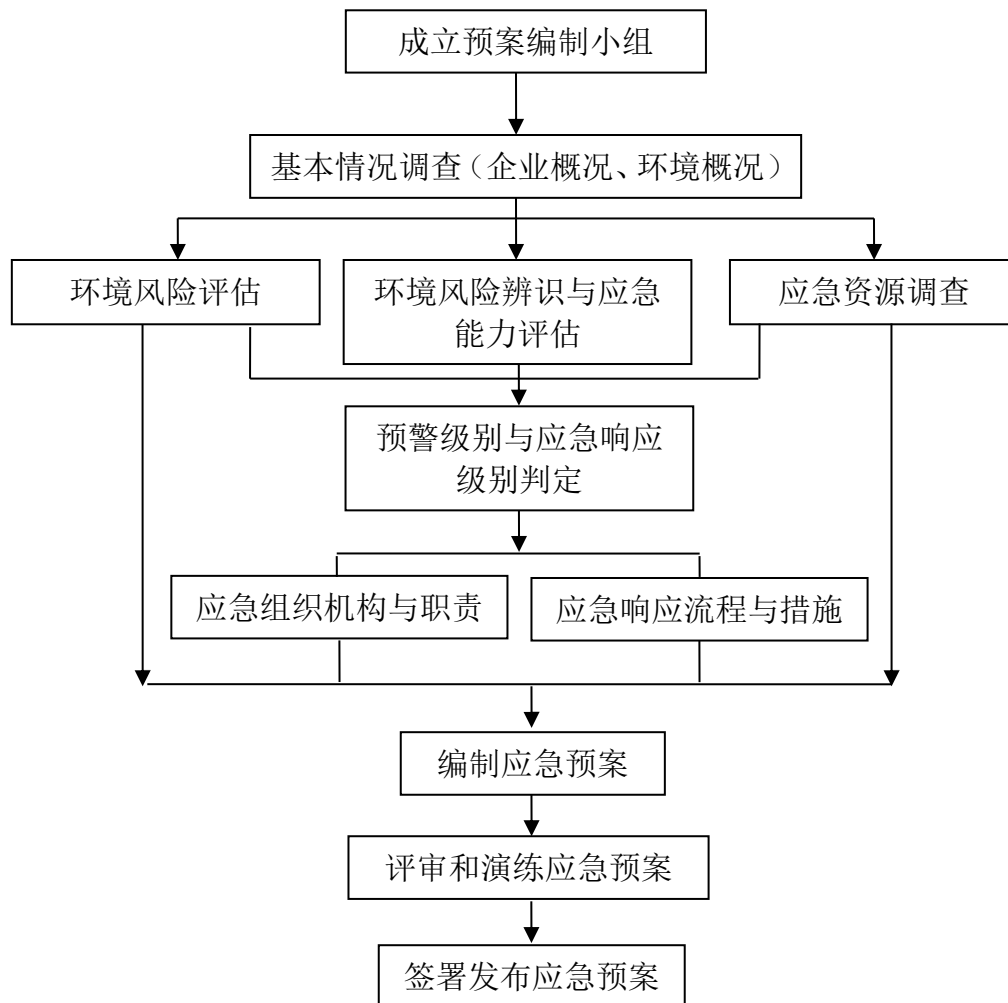 成立预案编制小组
基本情况调查（企业概况、环境概况）
环境风险评估
环境风险辨识与应急
能力评估
应急资源调查
预警级别与应急响应
级别判定
应急组织机构与职责
应急响应流程与措施
编制应急预案
评审和演练应急预案
签署发布应急预案